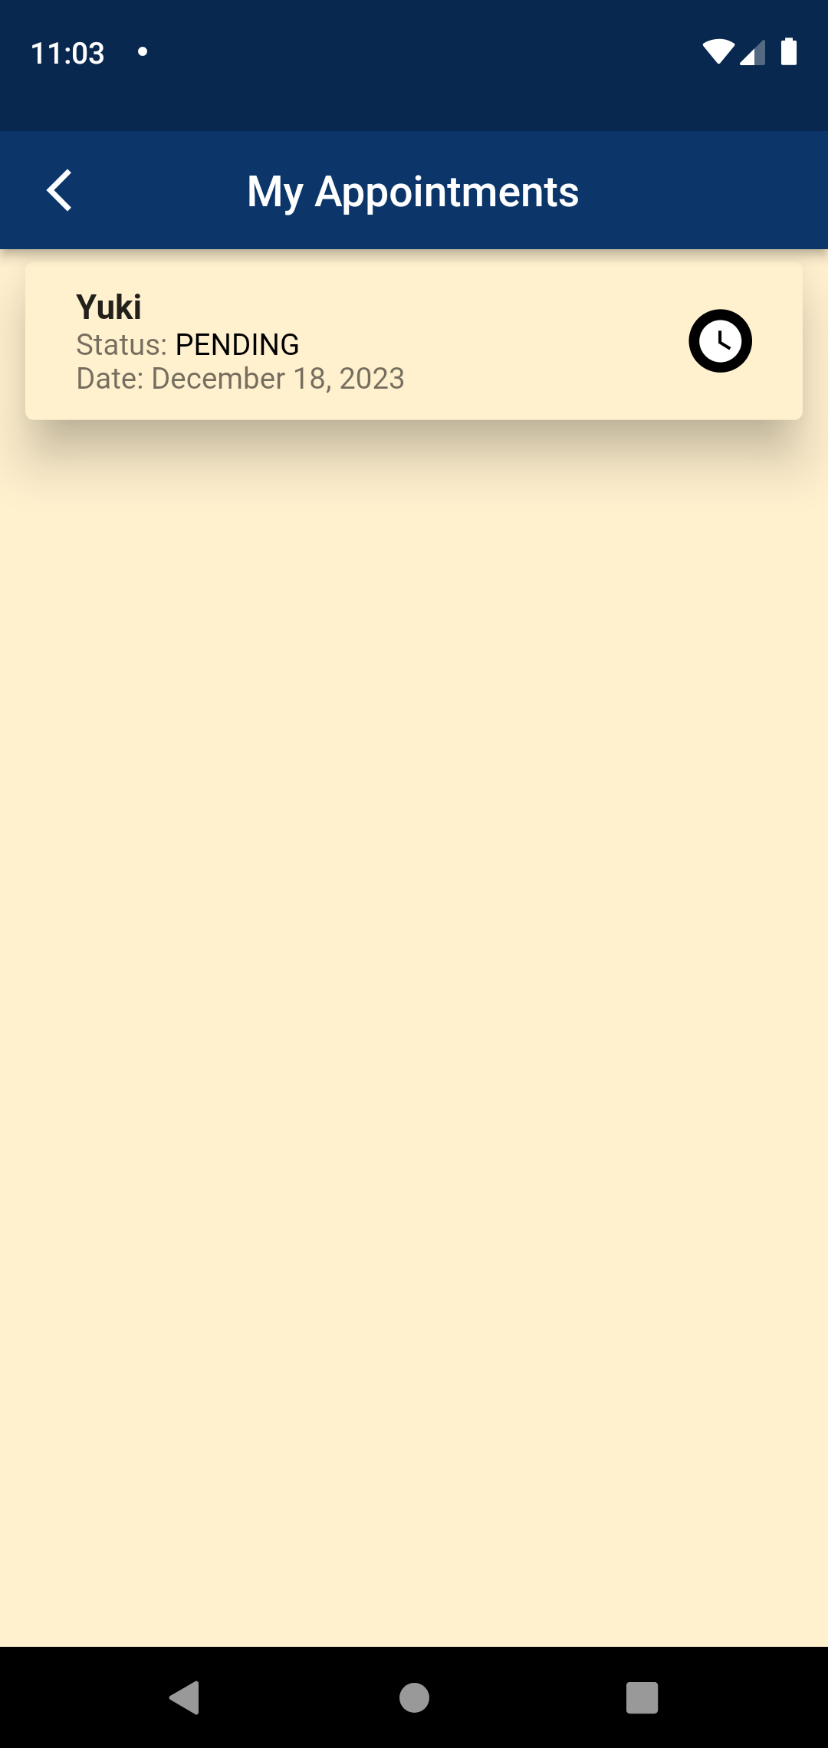 11:03
My Appointments
Yuki
Status: PENDING
Date: December 18, 2023